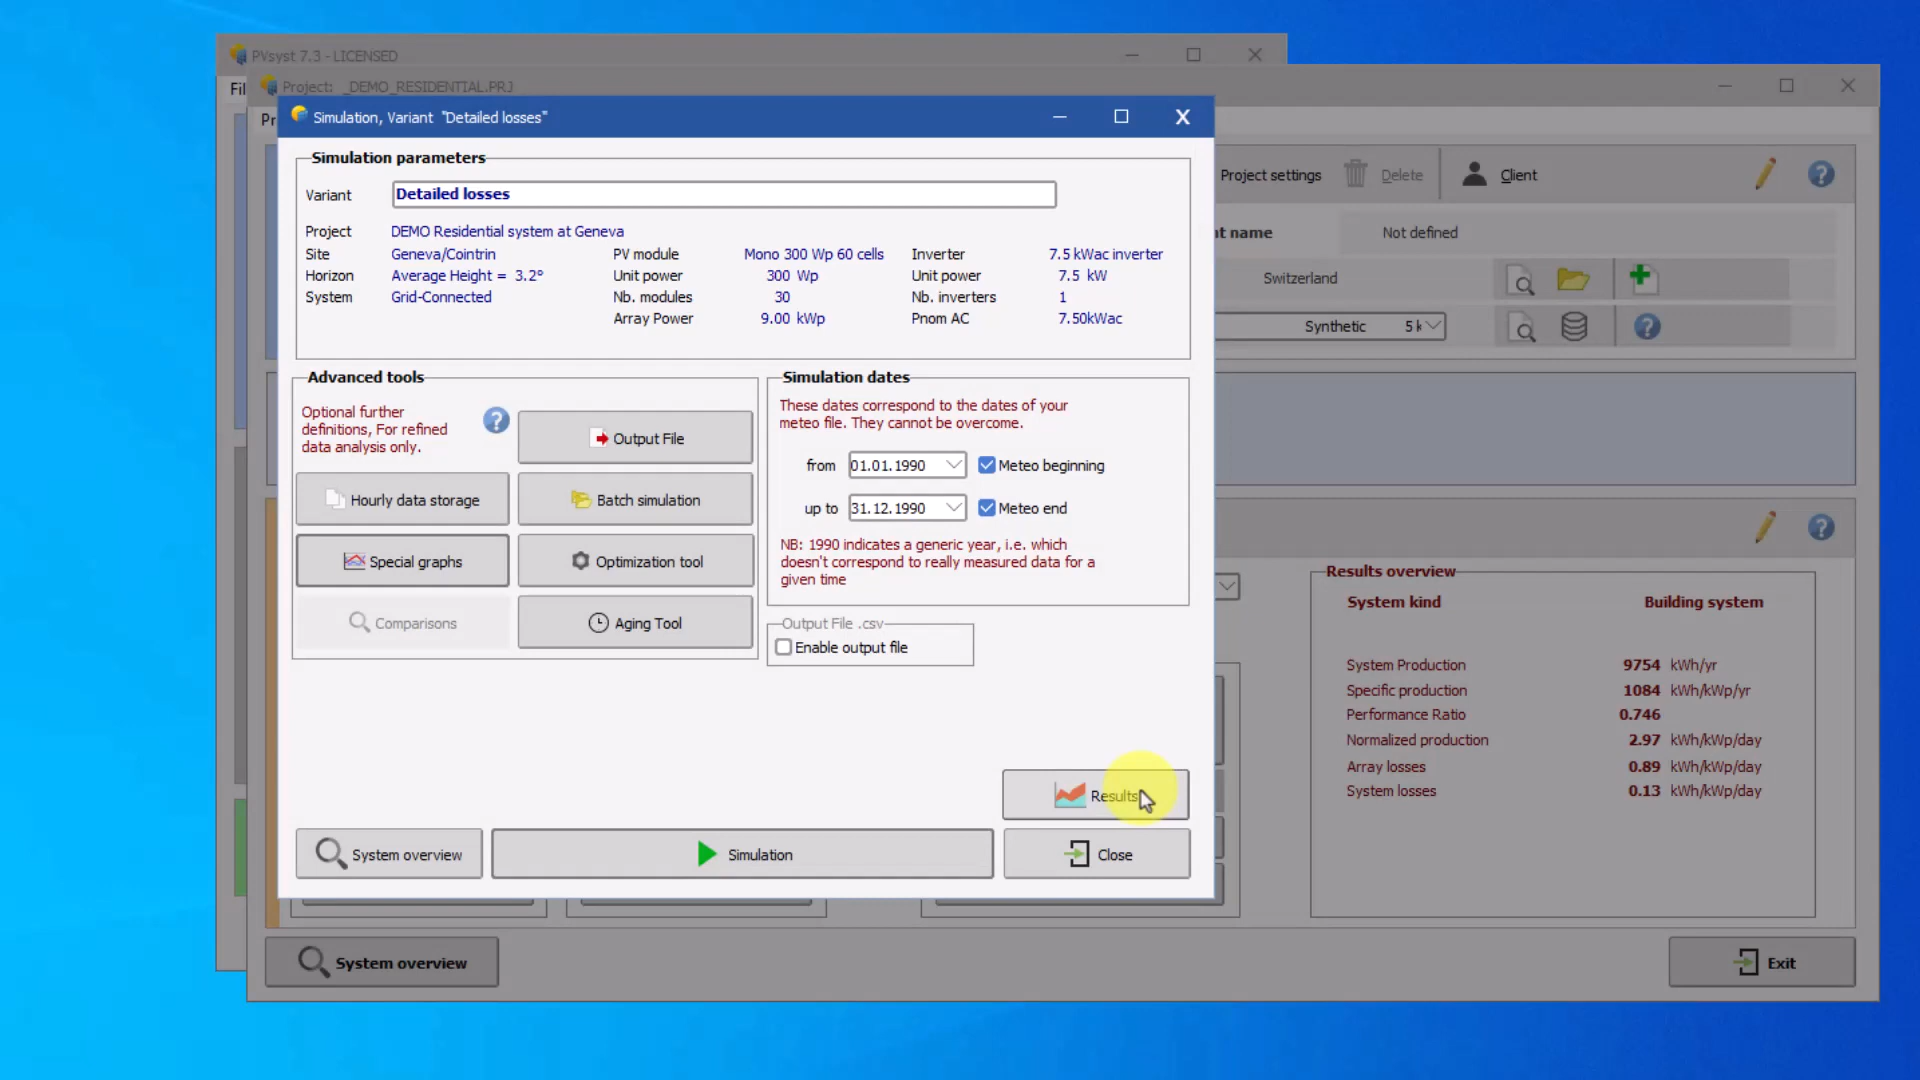 PVsyst 7.3 - LICENSED
Fil
Project: _DEMO_RESIDENTIAL.PRJ
Pr
Simulation, Variant "Detailed losses"
Simulation parameters
Variant Detailed losses
Project DEMO Residential system at Geneva
Site Geneva/Cointrin PV module Mono 300 Wp 60 cells Inverter 7.5 kWac inverter
Horizon Average Height = 3.2° Unit power 300 Wp Unit power 7.5 kW
System Grid-Connected Nb. modules 30 Nb. inverters 1
Array Power 9.00 kWp Pnom AC 7.50kWac
Project settings Delete Client
nt name Not defined
Switzerland
Synthetic 5 k
Advanced tools
Optional further
definitions, For refined
data analysis only.
Output File
Hourly data storage Batch simulation
Special graphs Optimization tool
Comparisons Aging Tool
Simulation dates
These dates correspond to the dates of your
meteo file. They cannot be overcome.
from 01.01.1990 Meteo beginning
up to 31.12.1990 Meteo end
NB: 1990 indicates a generic year, i.e. which
doesn't correspond to really measured data for a
given time
Output File .csv
Enable output file
Results
System overview Simulation Close
Results overview
System kind Building system
System Production 9754 kWh/yr
Specific production 1084 kWh/kWp/yr
Performance Ratio 0.746
Normalized production 2.97 kWh/kWp/day
Array losses 0.89 kWh/kWp/day
System losses 0.13 kWh/kWp/day
System overview Exit